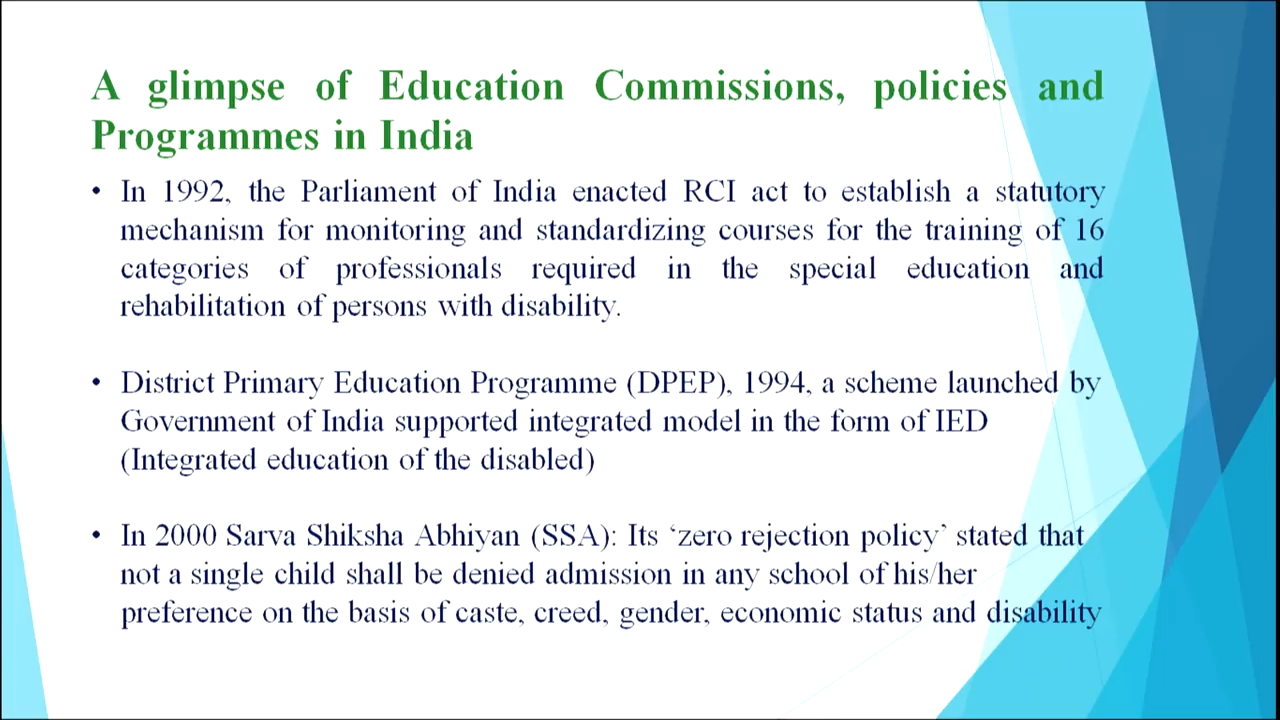 A glimpse of Education Commissions, policies and
Programmes in India
• In 1992, the Parliament of India enacted RCI act to establish a statutory
mechanism for monitoring and standardizing courses for the training of 16
categories of professionals required in the special education and
rehabilitation of persons with disability.
• District Primary Education Programme (DPEP), 1994, a scheme launched by
Government of India supported integrated model in the form of IED
(Integrated education of the disabled)
• In 2000 Sarva Shiksha Abhiyan (SSA): Its ‘zero rejection policy’ stated that
not a single child shall be denied admission in any school of his/her
preference on the basis of caste, creed, gender, economic status and disability